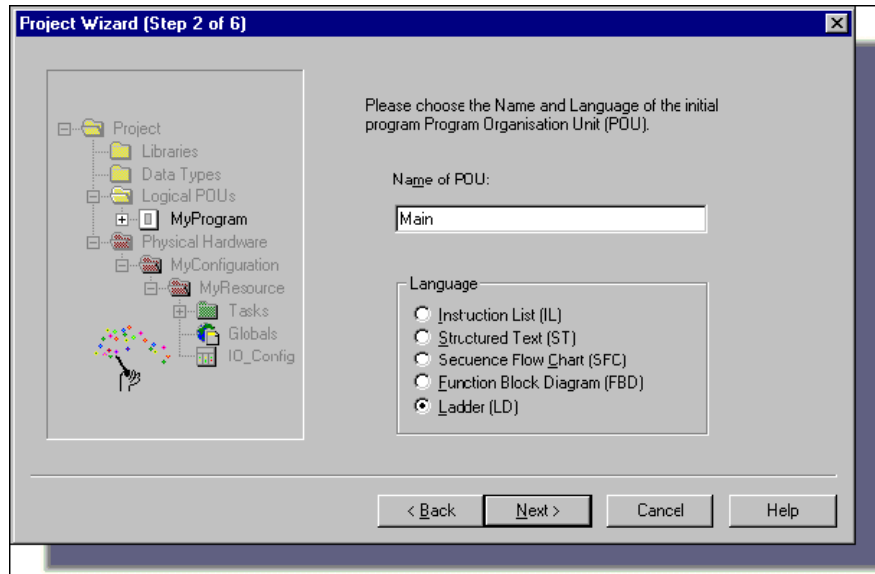 Project Wizard (Step 2 of 6)
Project
Libraries
Data Types
Logical POUs
MyProgram
Physical Hardware
MyConfiguration
MyResource
Tasks
Globals
IO_Config
Please choose the Name and Language of the initial
program Program Organisation Unit (POU).
Name of POU:
Main
Language
Instruction List (IL)
Structured Text (ST)
Secuence Flow Chart (SFC)
Function Block Diagram (FBD)
Ladder (LD)
< Back
Next >
Cancel
Help